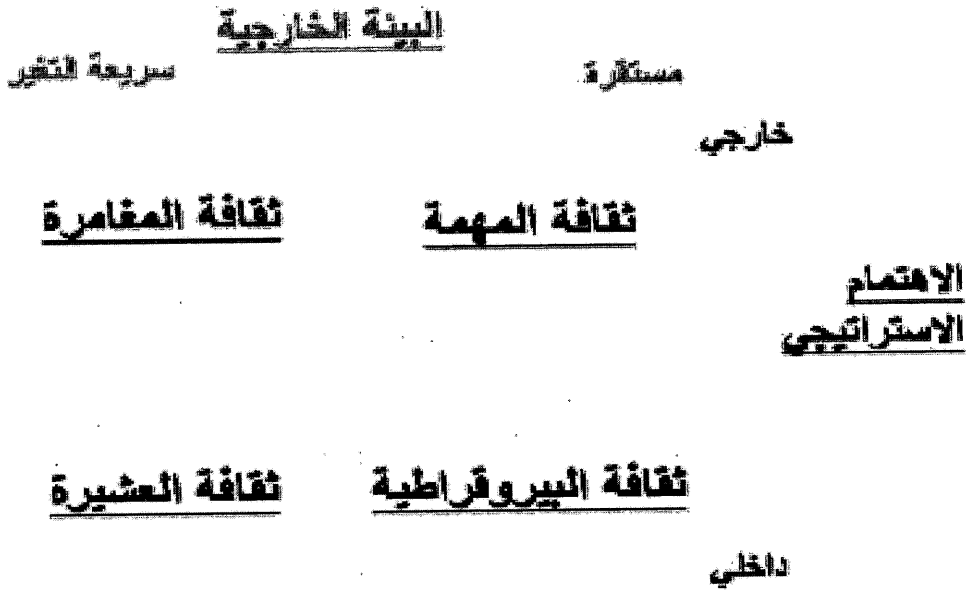 البيئة الخارجية
مستقرة
سريعة التغير
خارجي
ثقافة المهمة
ثقافة المغامرة
الاهتمام
الاستراتيجي
ثقافة البيروقراطية
ثقافة العشيرة
داخلي